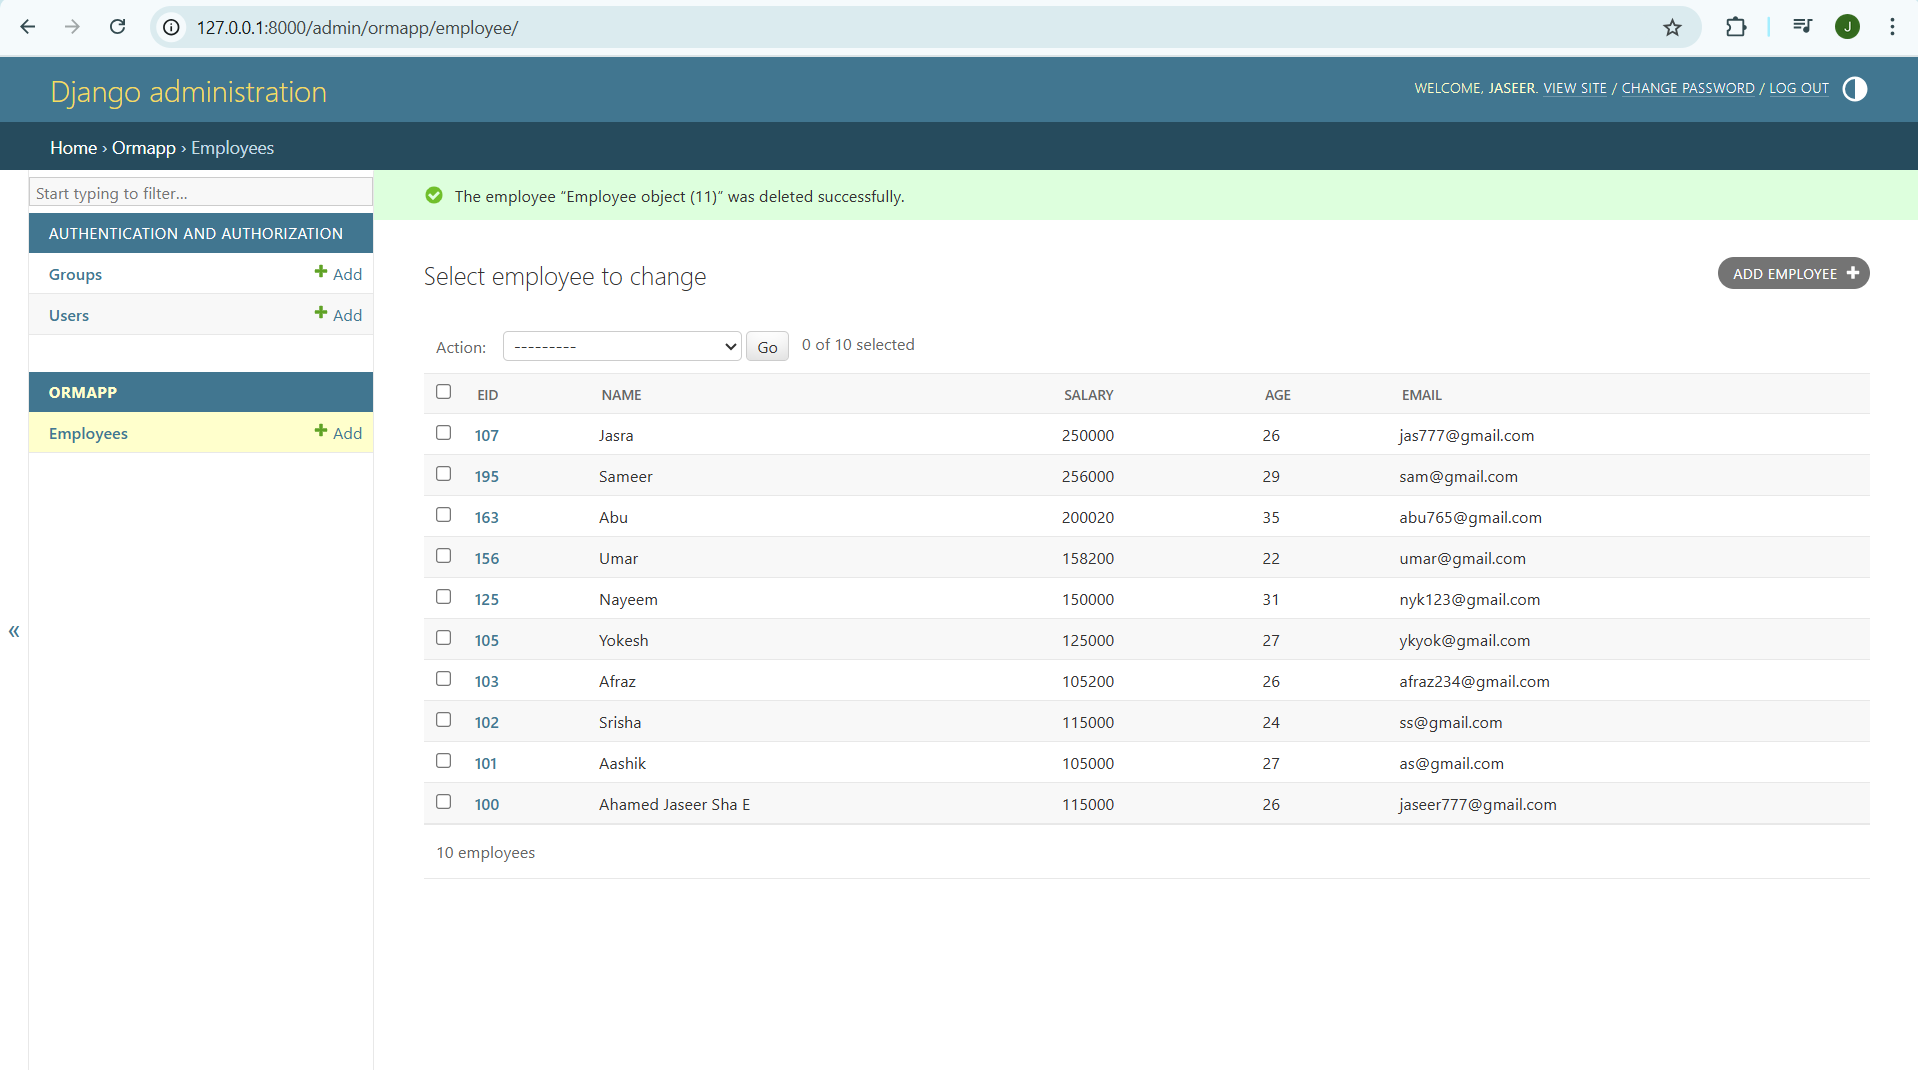 127.0.0.1:8000/admin/ormapp/employee/
J
Django administration
WELCOME, JASEER. VIEW SITE / CHANGE PASSWORD / LOG OUT
Home › Ormapp › Employees
Start typing to filter...
AUTHENTICATION AND AUTHORIZATION
Groups + Add
Users + Add
ORMAPP
Employees + Add
«
The employee “Employee object (11)” was deleted successfully.
Select employee to change
ADD EMPLOYEE +
Action: --------- Go 0 of 10 selected
EID NAME SALARY AGE EMAIL
107 Jasra 250000 26 jas777@gmail.com
195 Sameer 256000 29 sam@gmail.com
163 Abu 200020 35 abu765@gmail.com
156 Umar 158200 22 umar@gmail.com
125 Nayeem 150000 31 nyk123@gmail.com
105 Yokesh 125000 27 ykyok@gmail.com
103 Afraz 105200 26 afraz234@gmail.com
102 Srisha 115000 24 ss@gmail.com
101 Aashik 105000 27 as@gmail.com
100 Ahamed Jaseer Sha E 115000 26 jaseer777@gmail.com
10 employees